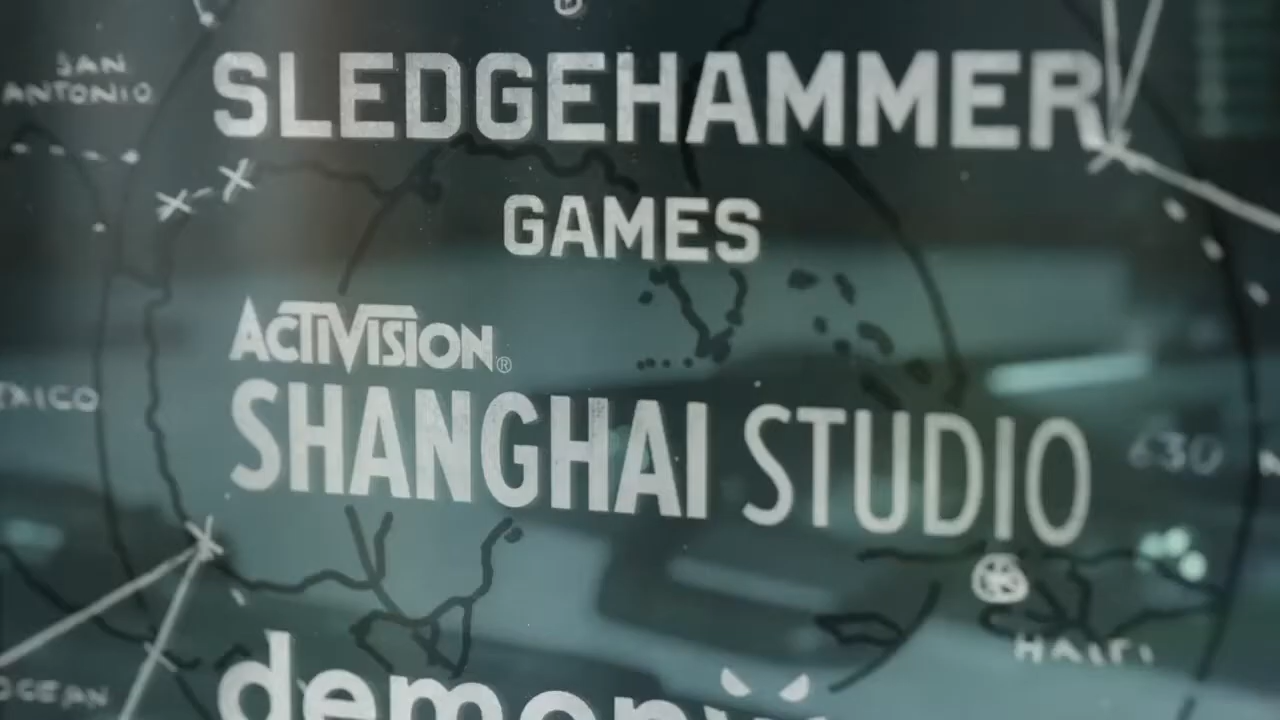 SAN
ANTONIO
SLEDGEHAMMER
GAMES
ACTIVISION®
SHANGHAI STUDIO
630
HAITI
OCEAN